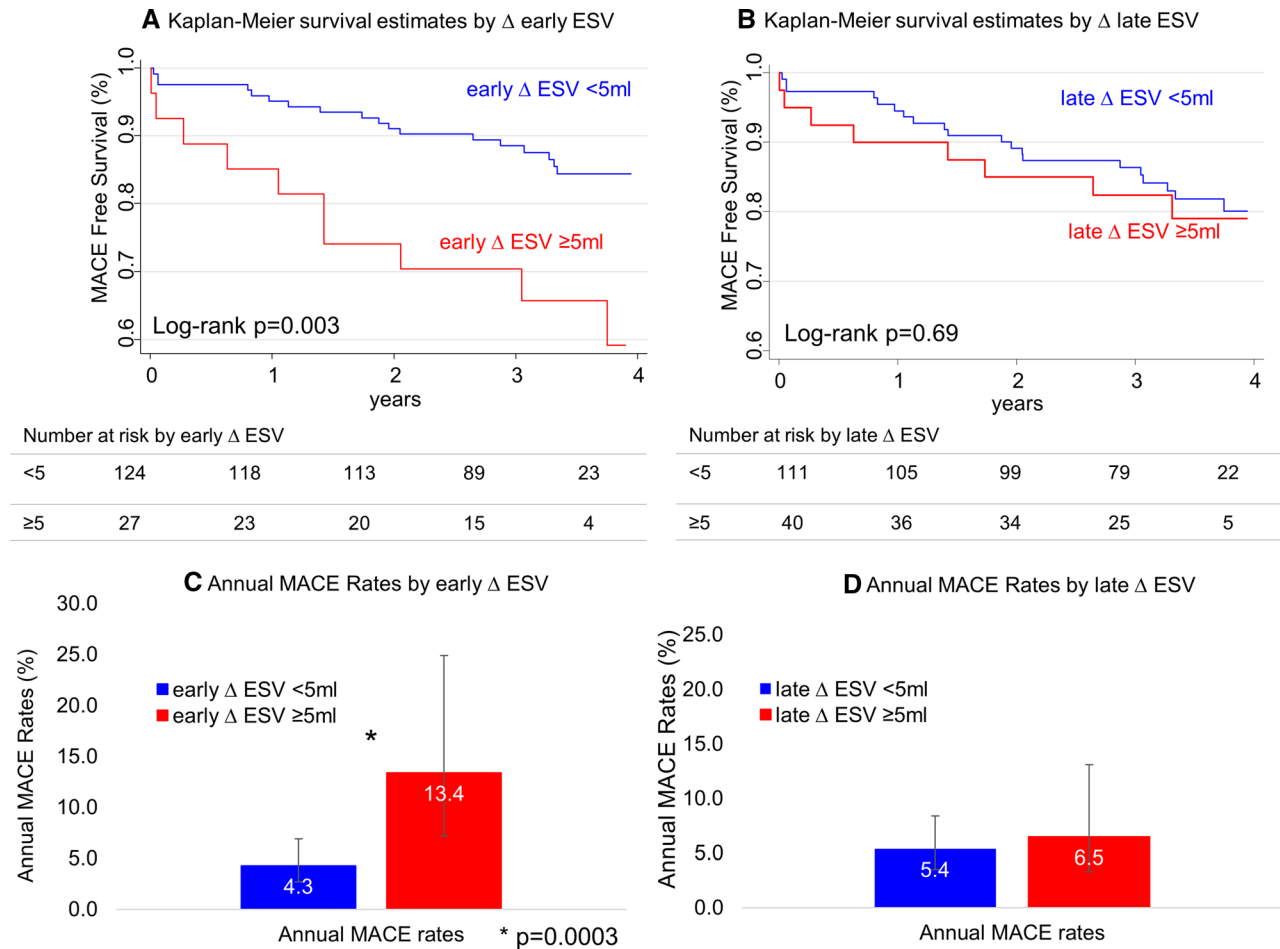 A Kaplan-Meier survival estimates by Δ early ESV
MACE Free Survival (%)
1.0
0.9
0.8
0.7
0.6
early Δ ESV <5ml
early Δ ESV ≥5ml
Log-rank p=0.003
0 1 2 3 4
years
Number at risk by early Δ ESV
<5 124 118 113 89 23
≥5 27 23 20 15 4
B Kaplan-Meier survival estimates by Δ late ESV
MACE Free Survival (%)
1.0
0.9
0.8
0.7
0.6
late Δ ESV <5ml
late Δ ESV ≥5ml
Log-rank p=0.69
0 1 2 3 4
years
Number at risk by late Δ ESV
<5 111 105 99 79 22
≥5 40 36 34 25 5
C Annual MACE Rates by early Δ ESV
Annual MACE Rates (%)
30.0
25.0
20.0
15.0
10.0
5.0
0.0
early Δ ESV <5ml
early Δ ESV ≥5ml
*
4.3
13.4
Annual MACE rates
* p=0.0003
D Annual MACE Rates by late Δ ESV
Annual MACE Rates (%)
25.0
20.0
15.0
10.0
5.0
0.0
late Δ ESV <5ml
late Δ ESV ≥5ml
5.4
6.5
Annual MACE rates